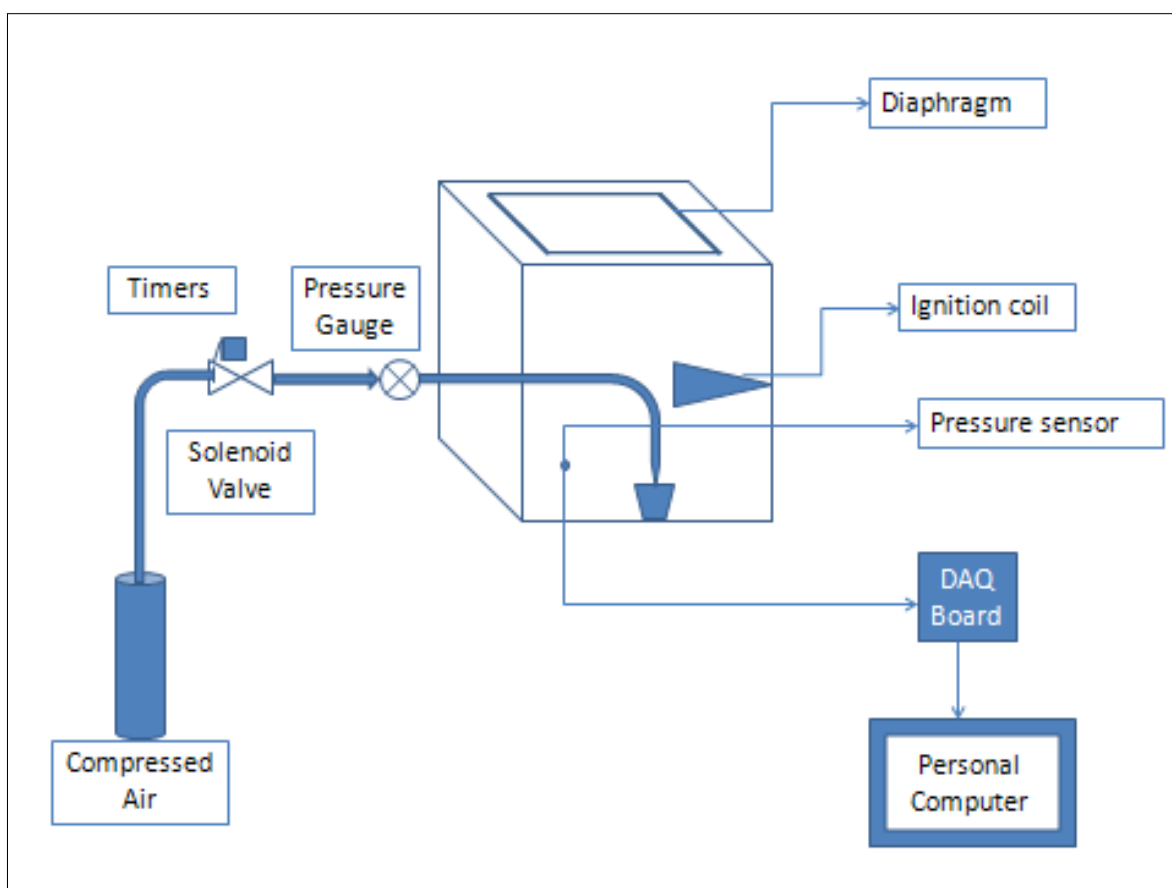 Diaphragm
Timers
Pressure
Gauge
Ignition coil
Pressure sensor
Solenoid
Valve
DAQ
Board
Compressed
Air
Personal
Computer